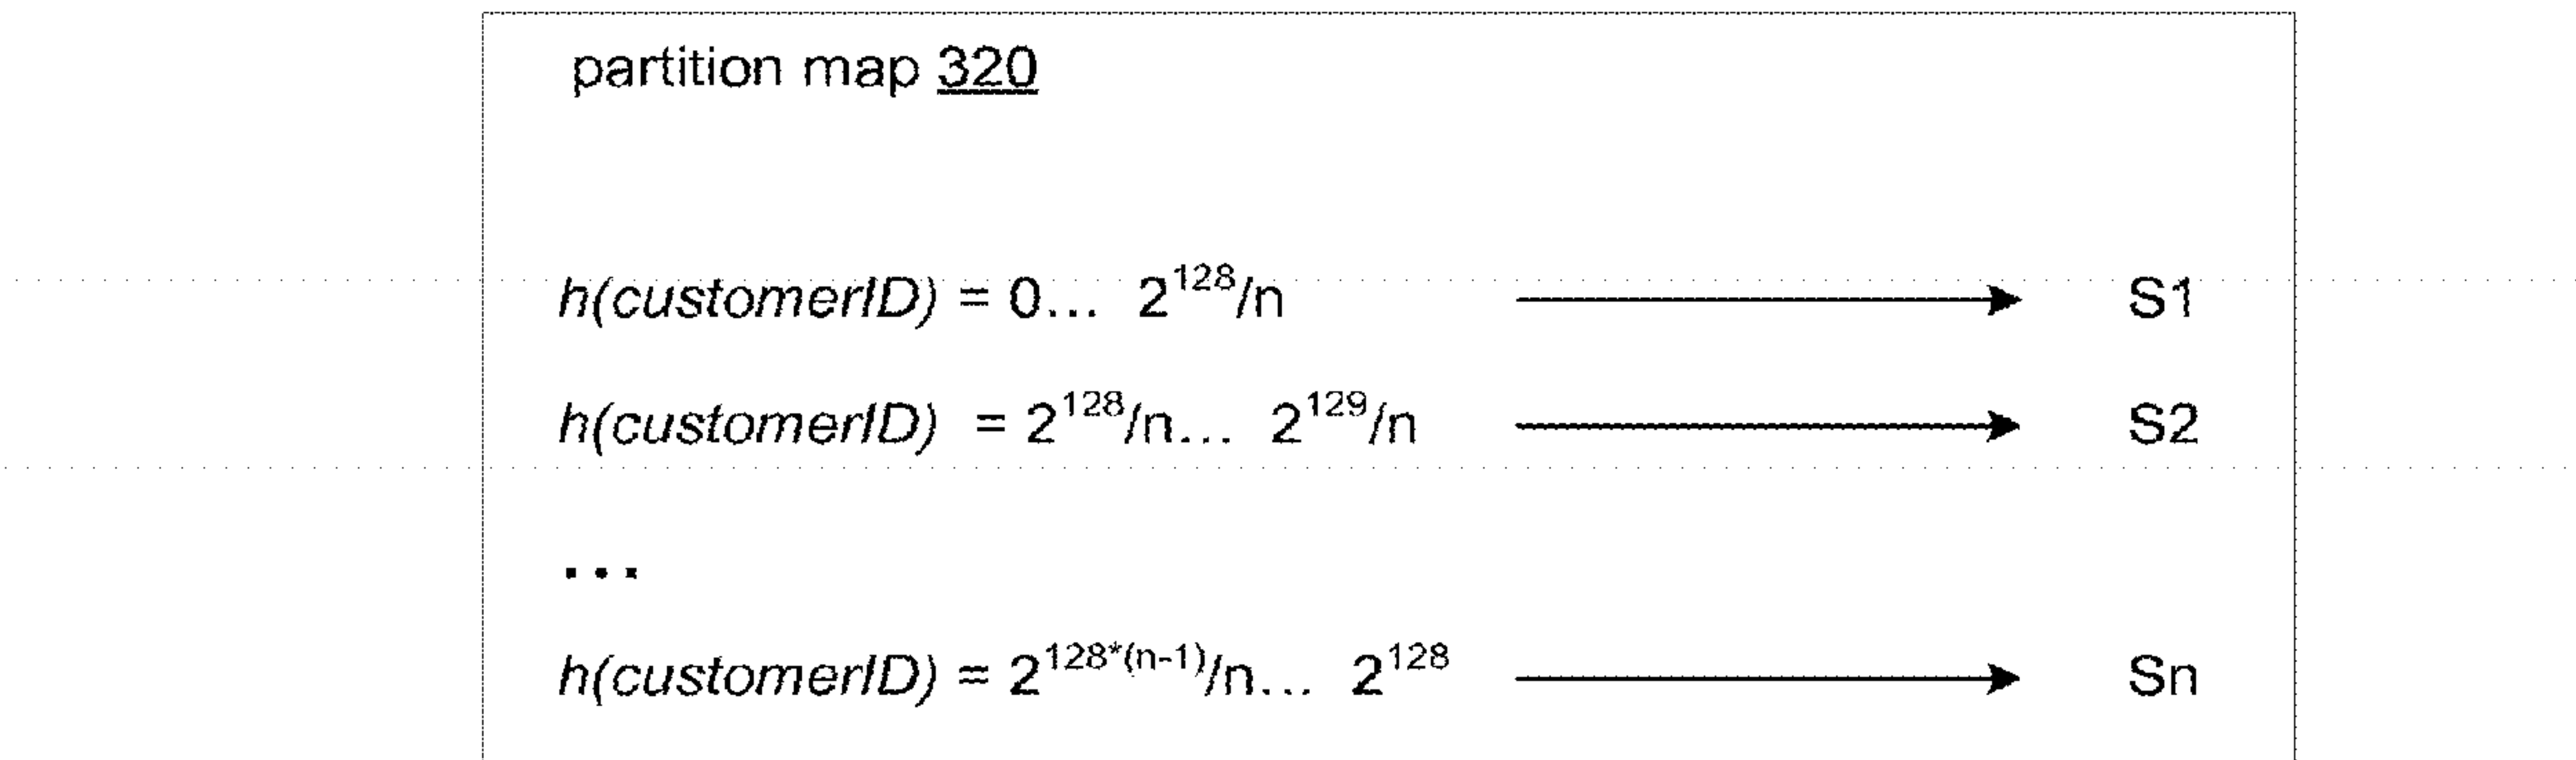 partition map 320
h(customerID) = 0... 2^128/n S1
h(customerID) = 2^128/n... 2^129/n S2
...
h(customerID) = 2^128*(n-1)/n... 2^128 Sn